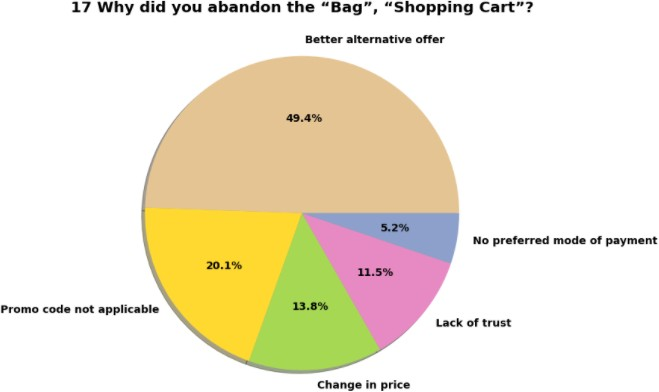 17 Why did you abandon the “Bag”, “Shopping Cart”?
Better alternative offer
49.4%
5.2%
No preferred mode of payment
20.1%
11.5%
Promo code not applicable
13.8%
Lack of trust
Change in price